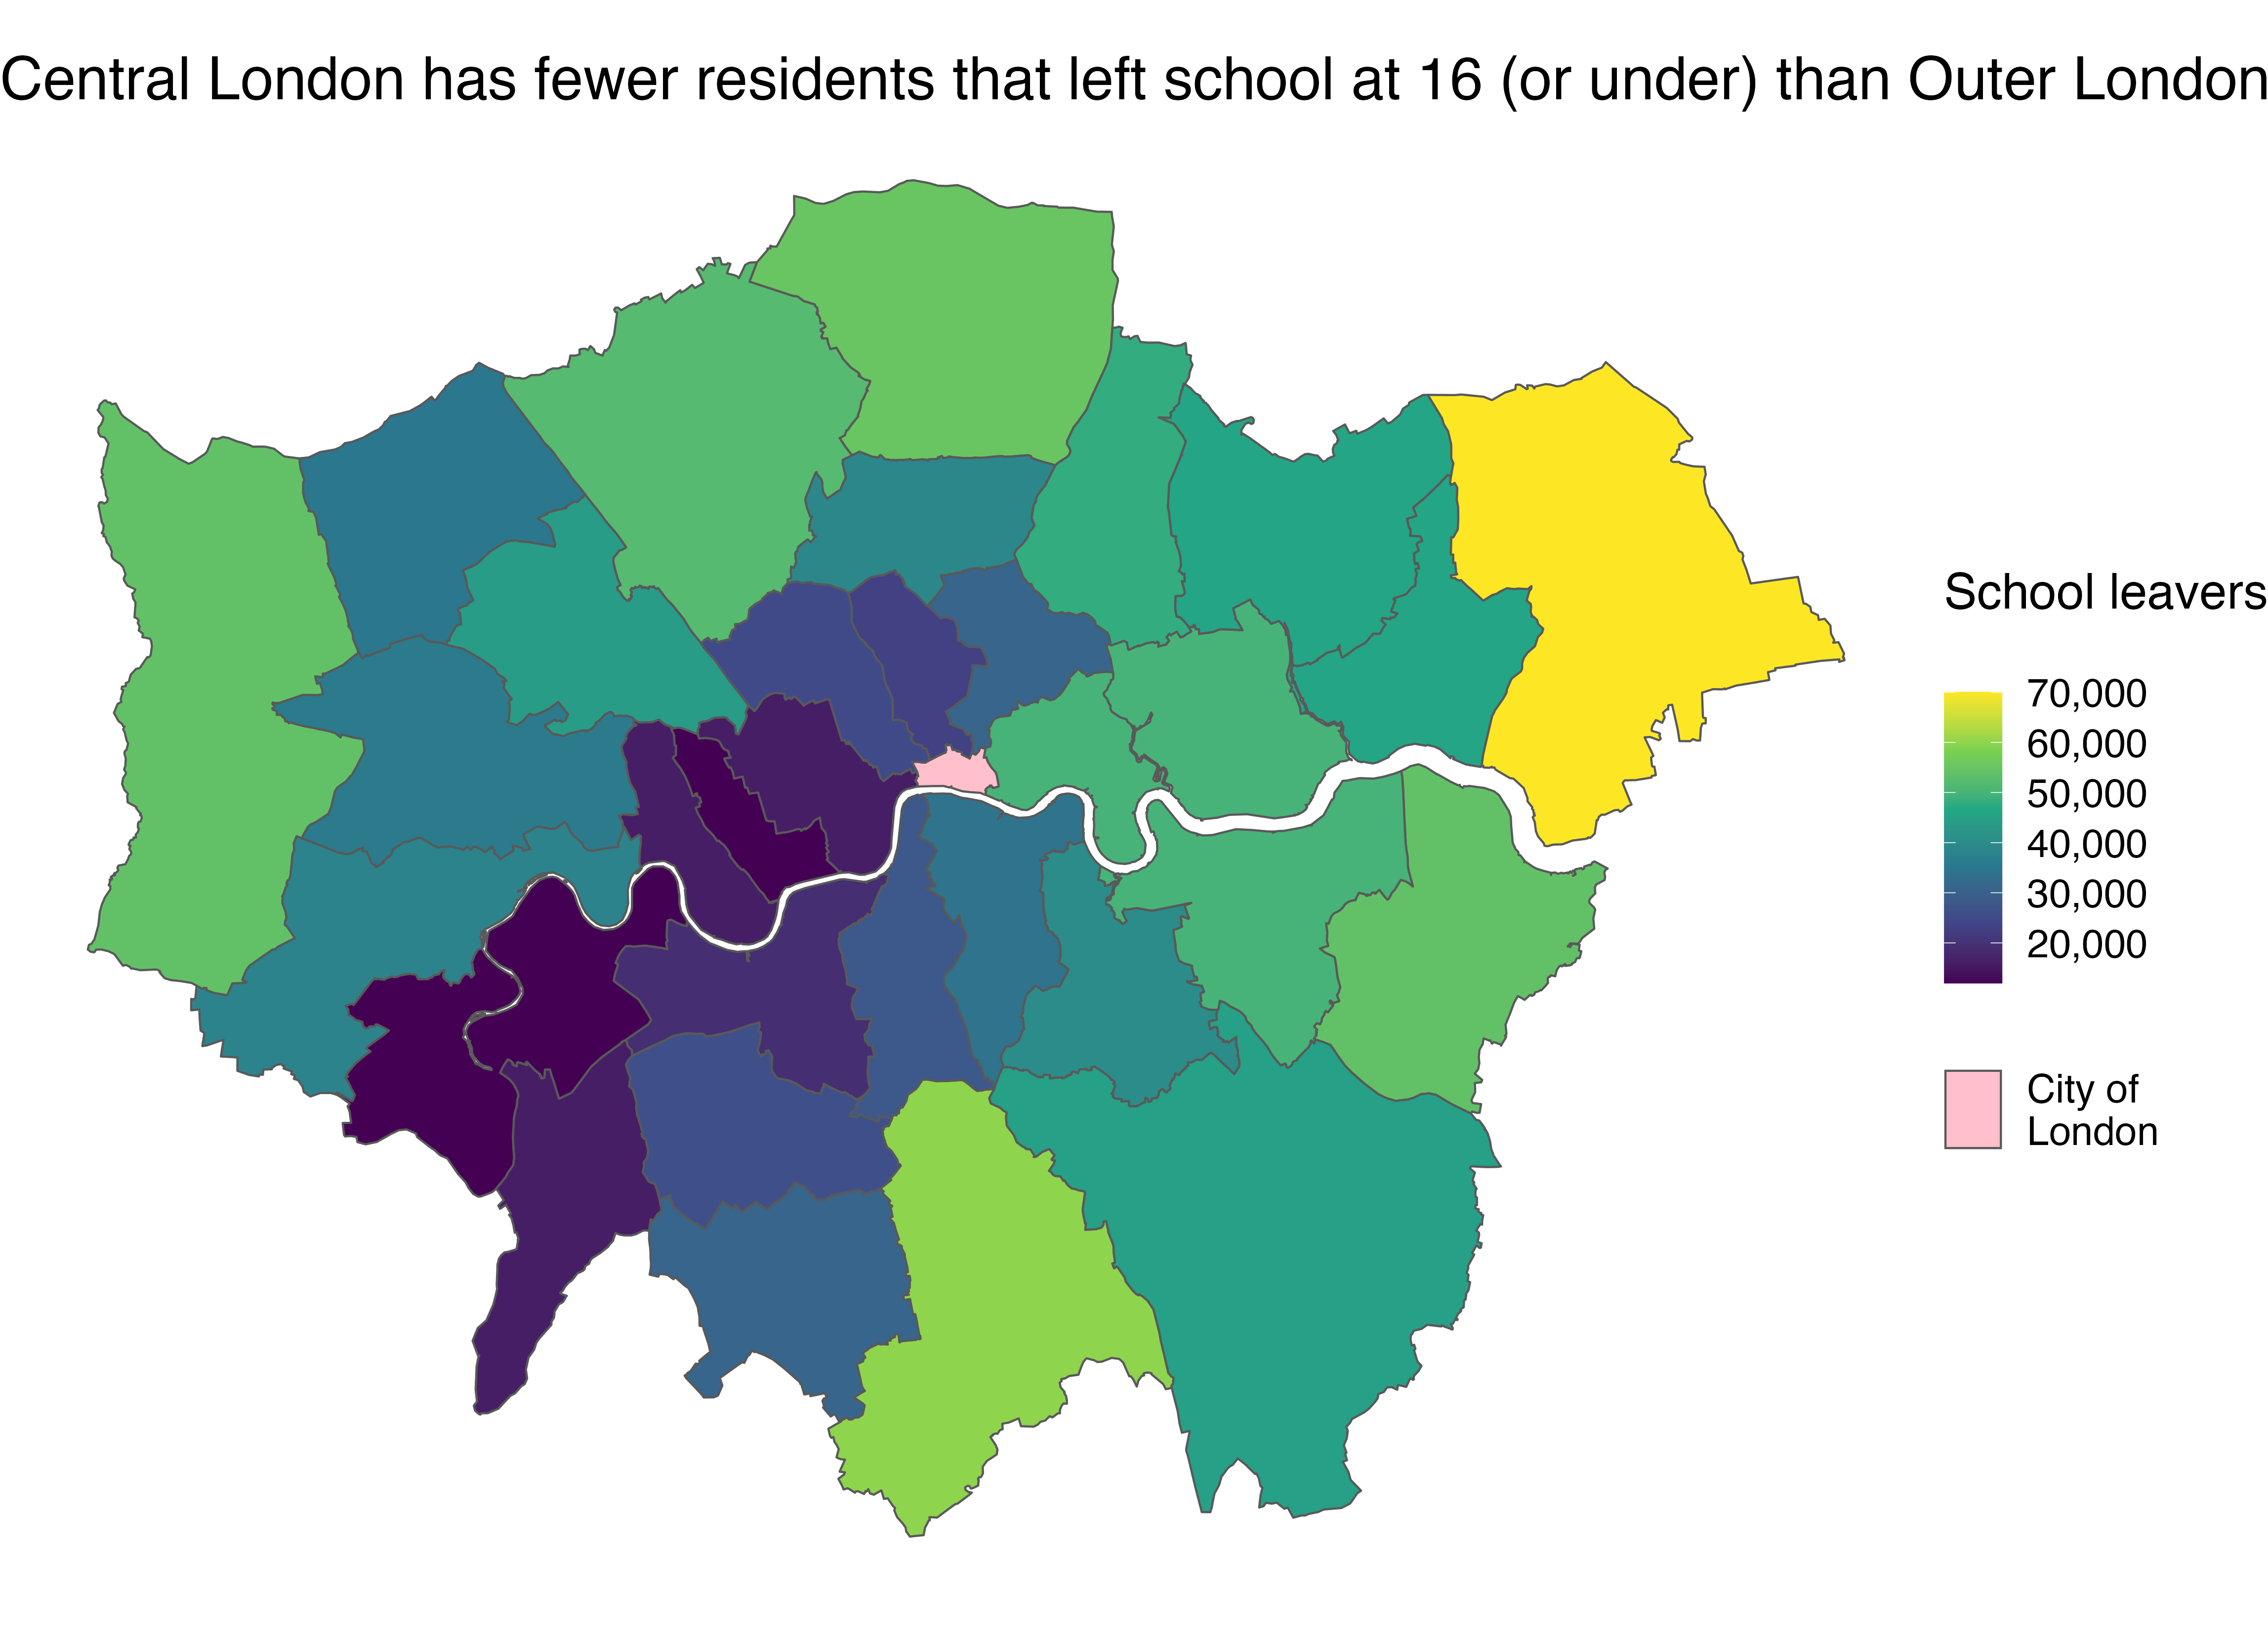 Central London has fewer residents that left school at 16 (or under) than Outer London
School leavers
70,000
60,000
50,000
40,000
30,000
20,000
City of
London